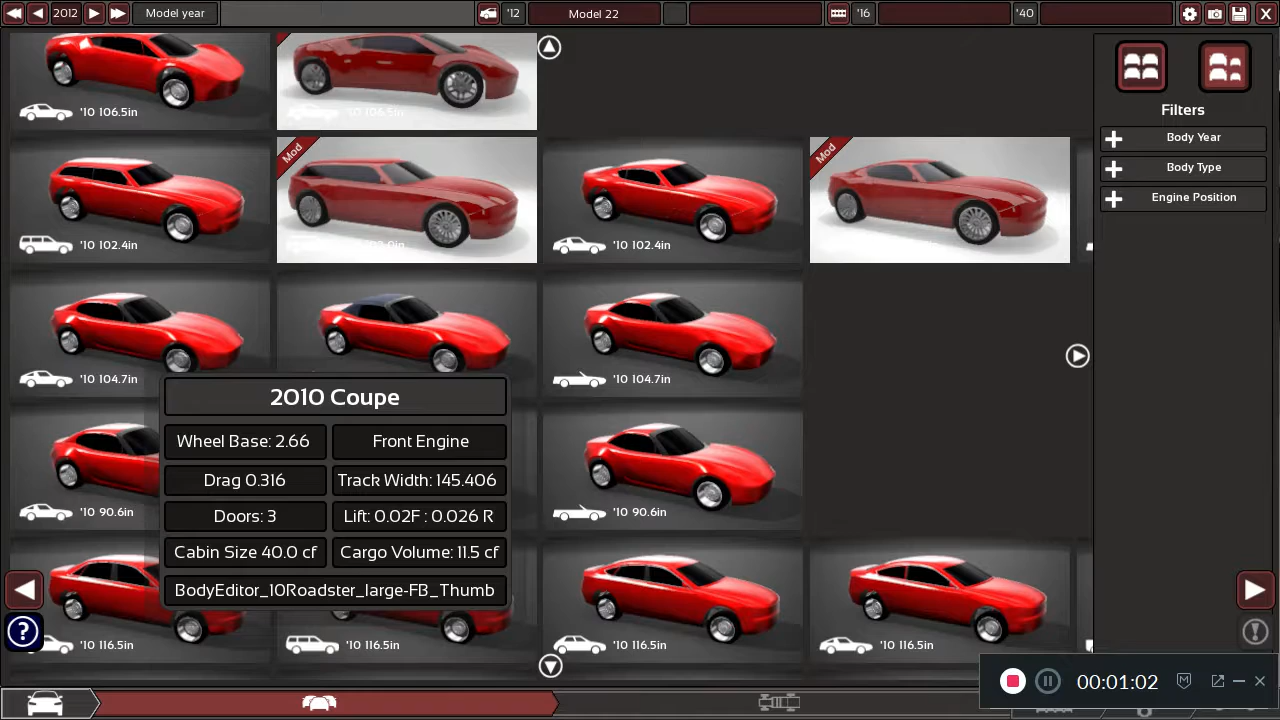 2012 Model year '12 Model 22 '16 '40
'10 106.5in '10 106.5in
Filters
Body Year
Body Type
Engine Position
Mod Mod
'10 102.4in '10 102.4in
'10 104.7in '10 104.7in
2010 Coupe
Wheel Base: 2.66 Front Engine
Drag 0.316 Track Width: 145.406
Doors: 3 Lift: 0.02F : 0.026 R
Cabin Size 40.0 cf Cargo Volume: 11.5 cf
BodyEditor_10Roadster_large-FB_Thumb
'10 90.6in '10 90.6in
'10 116.5in '10 116.5in '10 116.5in '10 116.5in
?
00:01:02